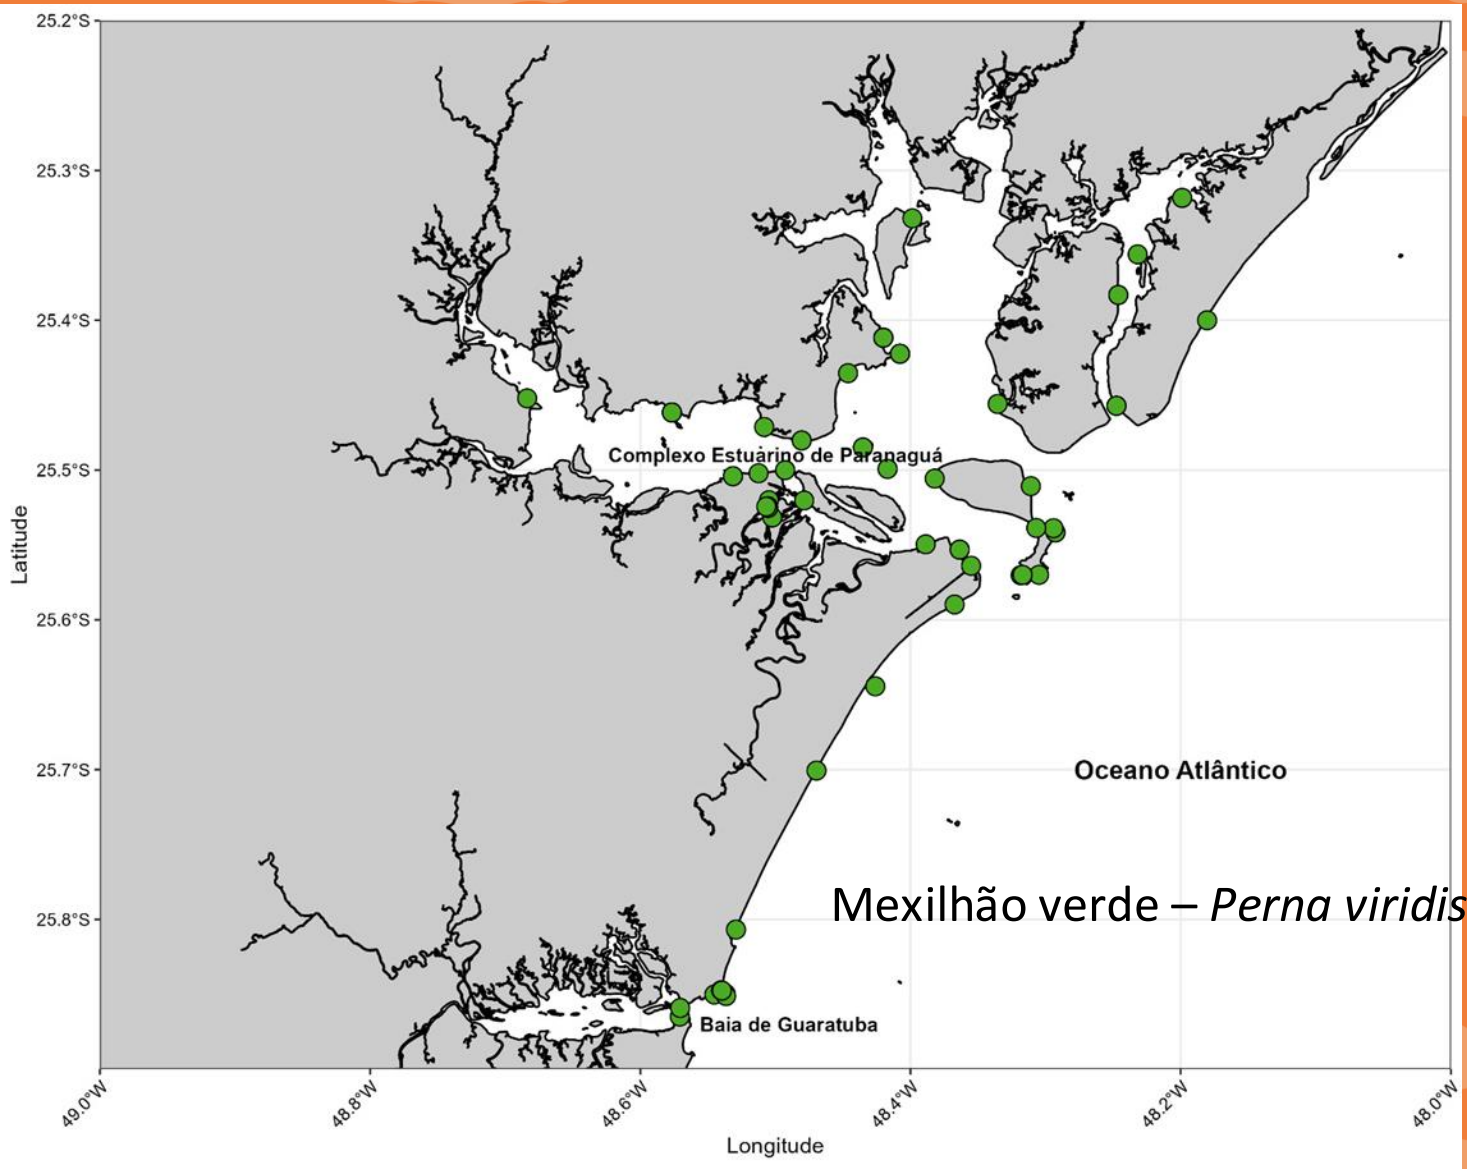 25.2°S
25.3°S
25.4°S
25.5°S
25.6°S
25.7°S
25.8°S
Latitude
Complexo Estuarino de Paranaguá
Oceano Atlântico
Mexilhão verde – Perna viridis
Baia de Guaratuba
49.0°W
48.8°W
48.6°W
48.4°W
48.2°W
48.0°W
Longitude